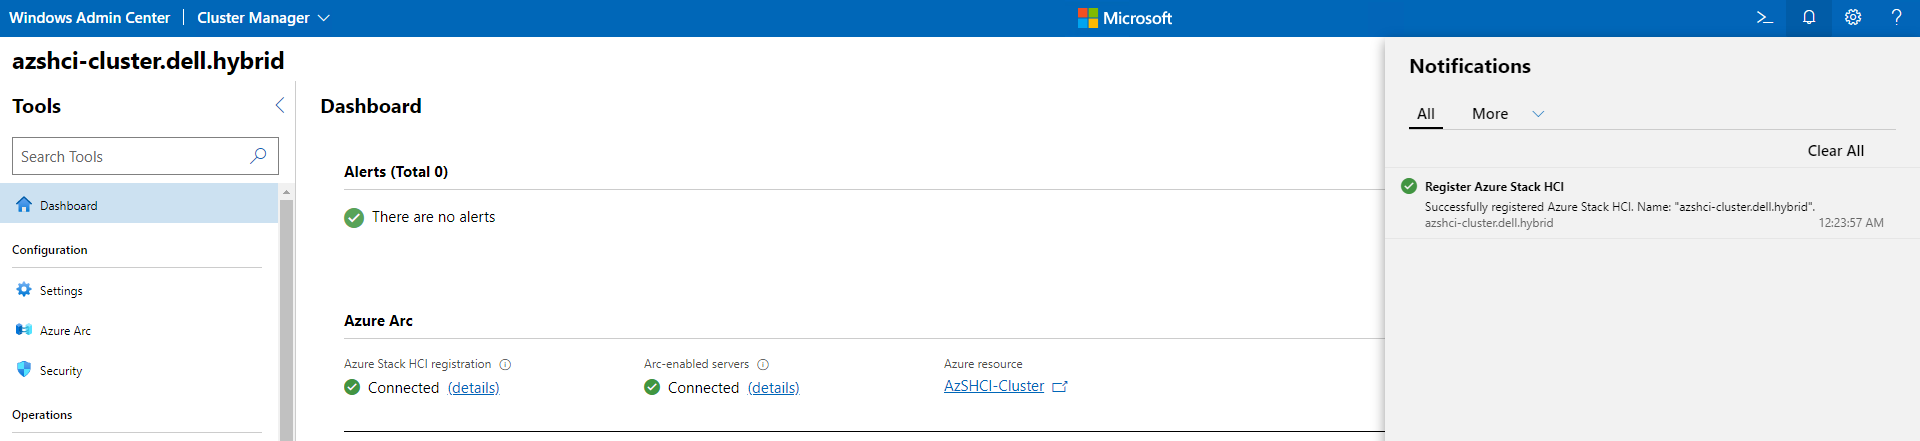 Windows Admin Center | Cluster Manager
Microsoft
>_
?
azshci-cluster.dell.hybrid
Tools
Search Tools
Dashboard
Configuration
Settings
Azure Arc
Security
Operations
Dashboard
Alerts (Total 0)
There are no alerts
Azure Arc
Azure Stack HCI registration
Connected (details)
Arc-enabled servers
Connected (details)
Azure resource
AzSHCI-Cluster
Notifications
All More
Clear All
Register Azure Stack HCI
Successfully registered Azure Stack HCI. Name: "azshci-cluster.dell.hybrid".
azshci-cluster.dell.hybrid 12:23:57 AM